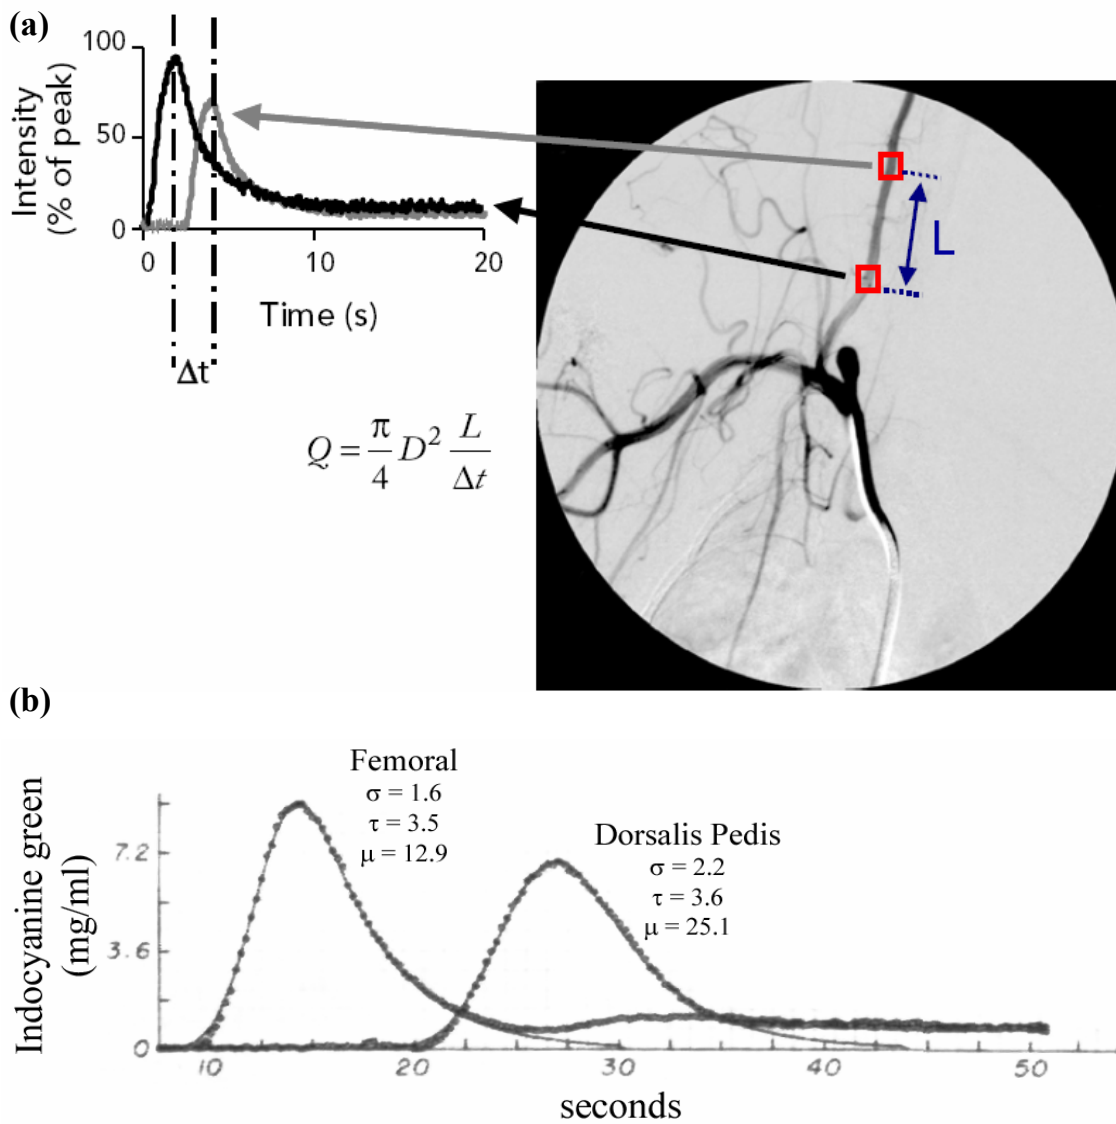 (a)
Intensity
(% of peak)
100
50
0
0 10 20
Time (s)
Δt
Q = π/4 D² L/Δt
L
(b)
Indocyanine green
(mg/ml)
7.2
3.6
0
Femoral
σ = 1.6
τ = 3.5
μ = 12.9
Dorsalis Pedis
σ = 2.2
τ = 3.6
μ = 25.1
10 20 30 40 50
seconds